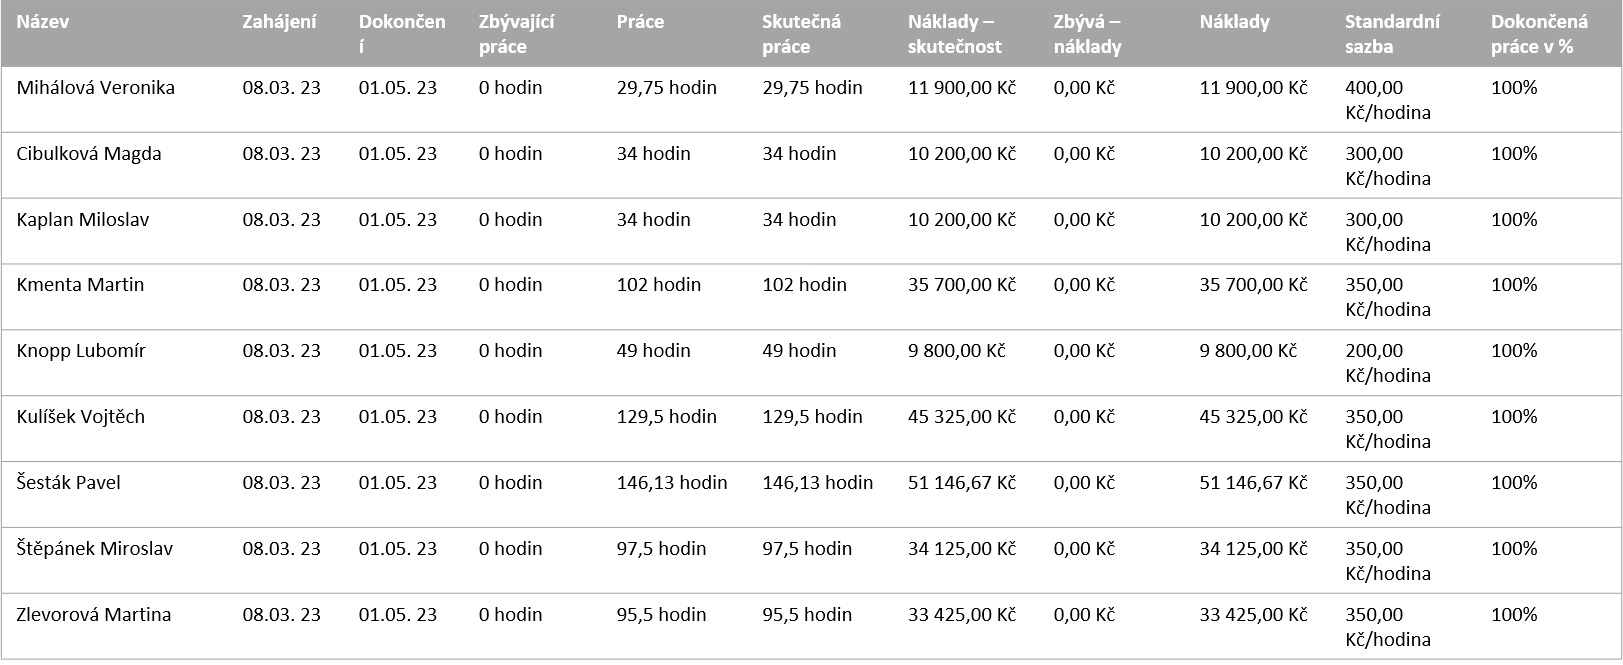 Název Zahájení Dokončen Zbývající Práce Skutečná Náklady – Zbývá – Náklady Standardní Dokončená
í práce práce skutečnost náklady sazba práce v %
Mihálová Veronika 08.03. 23 01.05. 23 0 hodin 29,75 hodin 29,75 hodin 11 900,00 Kč 0,00 Kč 11 900,00 Kč 400,00 100%
Kč/hodina
Cibulková Magda 08.03. 23 01.05. 23 0 hodin 34 hodin 34 hodin 10 200,00 Kč 0,00 Kč 10 200,00 Kč 300,00 100%
Kč/hodina
Kaplan Miloslav 08.03. 23 01.05. 23 0 hodin 34 hodin 34 hodin 10 200,00 Kč 0,00 Kč 10 200,00 Kč 300,00 100%
Kč/hodina
Kmenta Martin 08.03. 23 01.05. 23 0 hodin 102 hodin 102 hodin 35 700,00 Kč 0,00 Kč 35 700,00 Kč 350,00 100%
Kč/hodina
Knopp Lubomír 08.03. 23 01.05. 23 0 hodin 49 hodin 49 hodin 9 800,00 Kč 0,00 Kč 9 800,00 Kč 200,00 100%
Kč/hodina
Kulíšek Vojtěch 08.03. 23 01.05. 23 0 hodin 129,5 hodin 129,5 hodin 45 325,00 Kč 0,00 Kč 45 325,00 Kč 350,00 100%
Kč/hodina
Šesták Pavel 08.03. 23 01.05. 23 0 hodin 146,13 hodin 146,13 hodin 51 146,67 Kč 0,00 Kč 51 146,67 Kč 350,00 100%
Kč/hodina
Štěpánek Miroslav 08.03. 23 01.05. 23 0 hodin 97,5 hodin 97,5 hodin 34 125,00 Kč 0,00 Kč 34 125,00 Kč 350,00 100%
Kč/hodina
Zlevorová Martina 08.03. 23 01.05. 23 0 hodin 95,5 hodin 95,5 hodin 33 425,00 Kč 0,00 Kč 33 425,00 Kč 350,00 100%
Kč/hodina